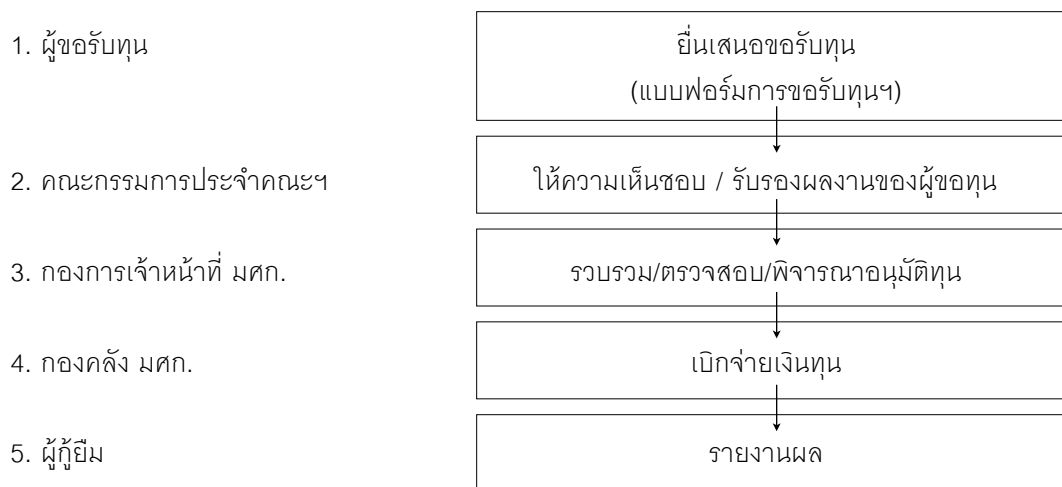 1. ผู้ขอรับทุน
ยื่นเสนอขอรับทุน
(แบบฟอร์มการขอรับทุนฯ)
2. คณะกรรมการประจำคณะฯ
ให้ความเห็นชอบ / รับรองผลงานของผู้ขอทุน
3. กองการเจ้าหน้าที่ มศก.
รวบรวม/ตรวจสอบ/พิจารณาอนุมัติทุน
4. กองคลัง มศก.
เบิกจ่ายเงินทุน
5. ผู้กู้ยืม
รายงานผล